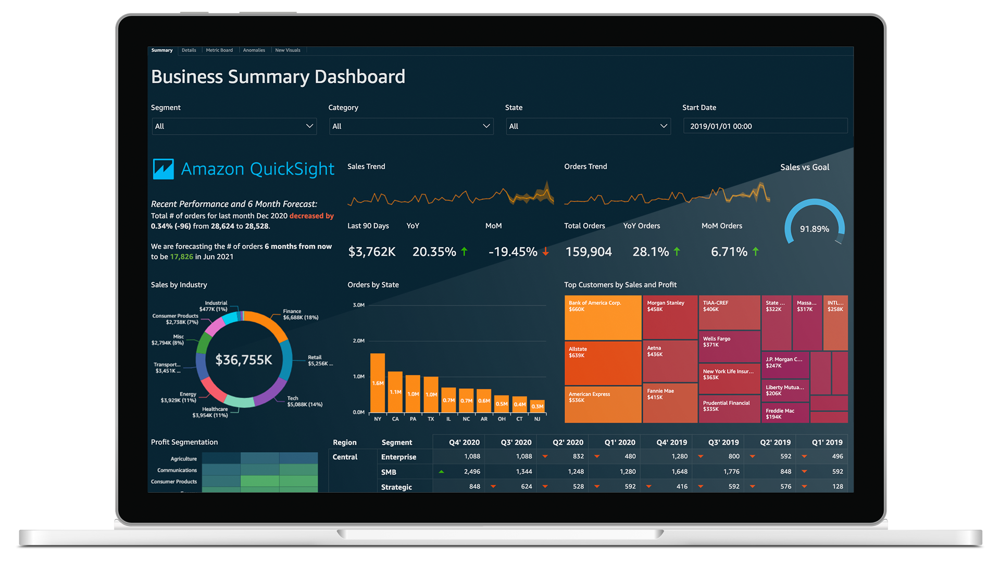 Summary Details Metric Board Anomalies New Visuals
Business Summary Dashboard
Segment Category State Start Date
All All All 2019/01/01 00:00
Amazon QuickSight
Recent Performance and 6 Month Forecast:
Total # of orders for last month Dec 2020 decreased by
0.34% (-96) from 28,624 to 28,528.
We are forecasting the # of orders 6 months from now
to be 17,826 in Jun 2021
Sales Trend
Last 90 Days YoY MoM
$3,762K 20.35% -19.45%
Orders Trend
Total Orders YoY Orders MoM Orders
159,904 28.1% 6.71%
Sales vs Goal
91.89%
Sales by Industry
Industrial
$477K (1%)
Consumer Products
$2,738K (7%)
Misc
$2,794K (8%)
Transport...
$3,451K ...
Energy
$3,929K (11%)
Healthcare
$3,954K (11%)
Finance
$6,688K (18%)
Retail
$5,256K ...
Tech
$5,088K (14%)
$36,755K
Orders by State
3.0M
2.0M
1.0M
0.0M
1.6M 1.1M 1.0M 1.0M 0.7M 0.7M 0.6M 0.5M 0.4M 0.3M
NY CA PA TX IL NC AR OH CT NJ
Top Customers by Sales and Profit
Bank of America Corp.
$660K
Allstate
$639K
American Express
$536K
Morgan Stanley
$458K
Aetna
$436K
Fannie Mae
$415K
TIAA-CREF
$406K
Wells Fargo
$371K
New York Life Insur...
$363K
Prudential Financial
$335K
State ...
$322K
Massa...
$317K
INTL...
$258K
J.P. Morgan C...
$247K
Liberty Mutua...
$206K
Freddie Mac
$194K
Profit Segmentation
Agriculture
Communications
Consumer Products
Region Segment Q4' 2020 Q3' 2020 Q2' 2020 Q1' 2020 Q4' 2019 Q3' 2019 Q2' 2019 Q1' 2019
Central Enterprise 1,088 1,088 832 480 1,280 800 592 496
SMB 2,496 1,344 1,248 1,280 1,648 1,776 848 592
Strategic 848 624 528 592 416 592 576 128